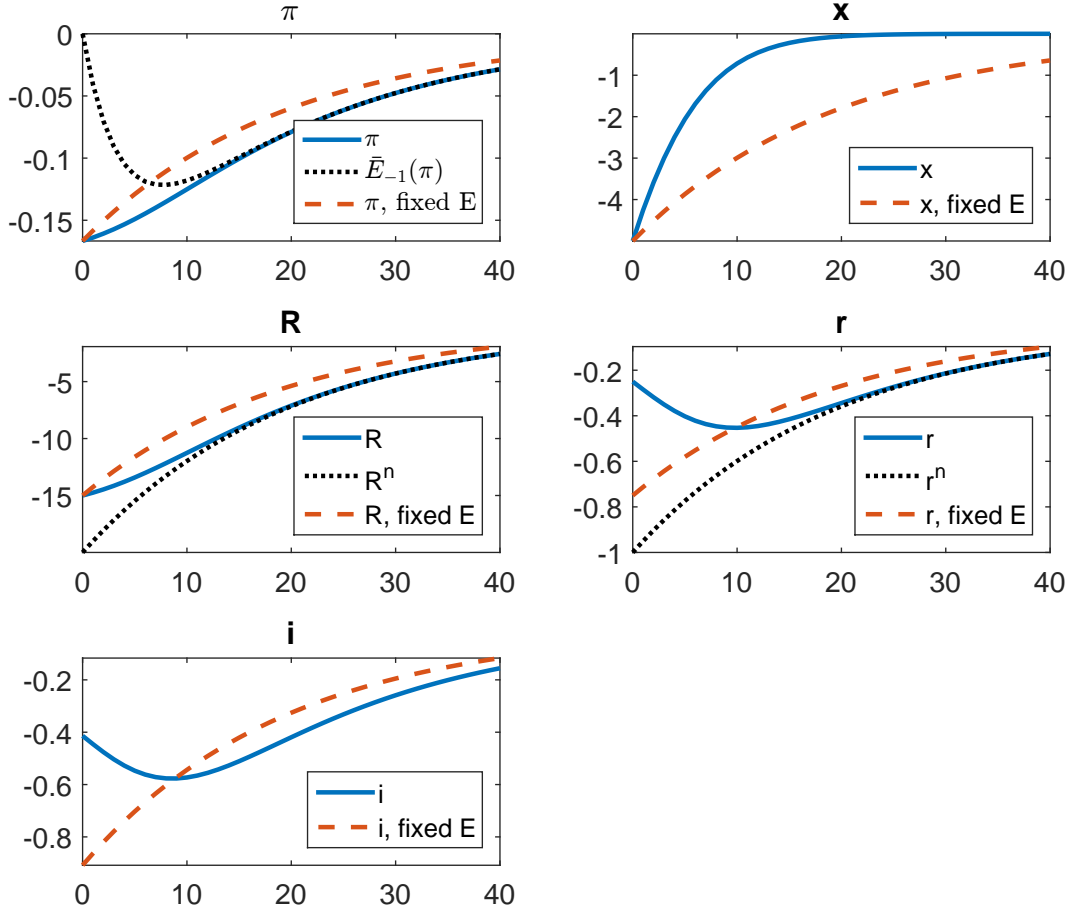 π
0
-0.05
-0.1
-0.15
0 10 20 30 40
π
Ē₋₁(π)
π, fixed E
x
-1
-2
-3
-4
0 10 20 30 40
x
x, fixed E
R
-5
-10
-15
0 10 20 30 40
R
Rⁿ
R, fixed E
r
-0.2
-0.4
-0.6
-0.8
-1
0 10 20 30 40
r
rⁿ
r, fixed E
i
-0.2
-0.4
-0.6
-0.8
0 10 20 30 40
i
i, fixed E